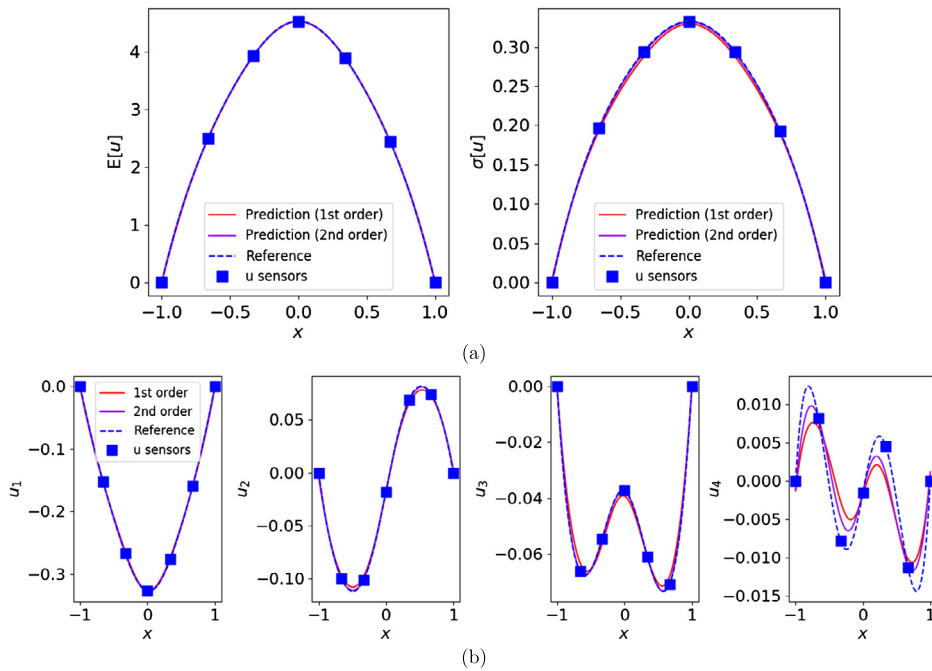 E[u]
4
3
2
1
0
Prediction (1st order)
Prediction (2nd order)
Reference
u sensors
−1.0 −0.5 0.0 0.5 1.0
x
σ[u]
0.30
0.25
0.20
0.15
0.10
0.05
0.00
Prediction (1st order)
Prediction (2nd order)
Reference
u sensors
−1.0 −0.5 0.0 0.5 1.0
x
(a)
u₁
0.0
−0.1
−0.2
−0.3
1st order
2nd order
Reference
u sensors
−1 0 1
x
u₂
0.05
0.00
−0.05
−0.10
−1 0 1
x
u₃
0.00
−0.02
−0.04
−0.06
−1 0 1
x
u₄
0.010
0.005
0.000
−0.005
−0.010
−0.015
−1 0 1
x
(b)